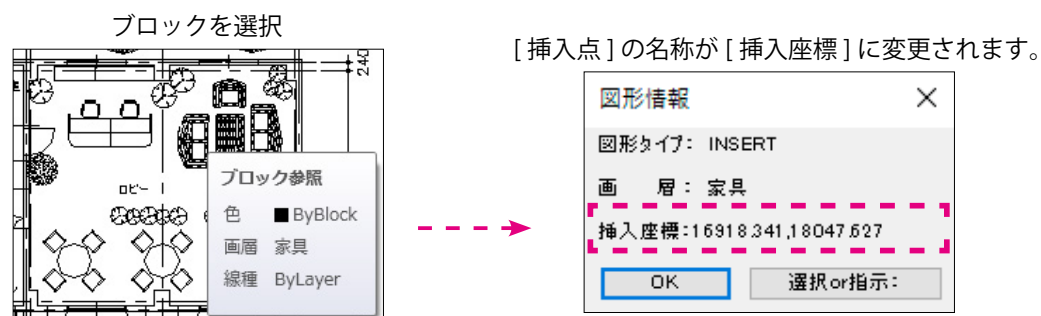 ブロックを選択
[ 挿入点 ] の名称が [ 挿入座標 ] に変更されます。
240
ロビー
ブロック参照
色 ByBlock
画層 家具
線種 ByLayer
図形情報
図形タイプ: INSERT
画 層: 家具
挿入座標:16918.341,18047.627
OK
選択or指示: